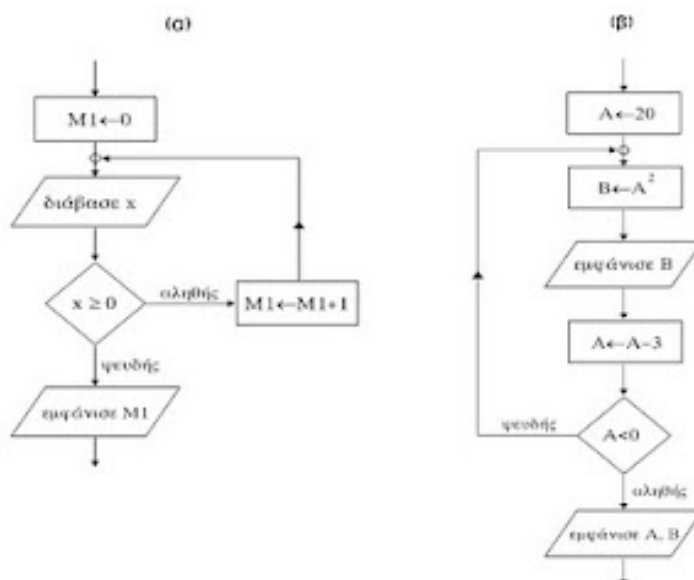 (α)
M1←0
διάβασε x
x ≥ 0
αληθής
M1←M1+1
ψευδής
εμφάνισε M1
(β)
A←20
B←A²
εμφάνισε B
A←A-3
ψευδής
A<0
αληθής
εμφάνισε A, B